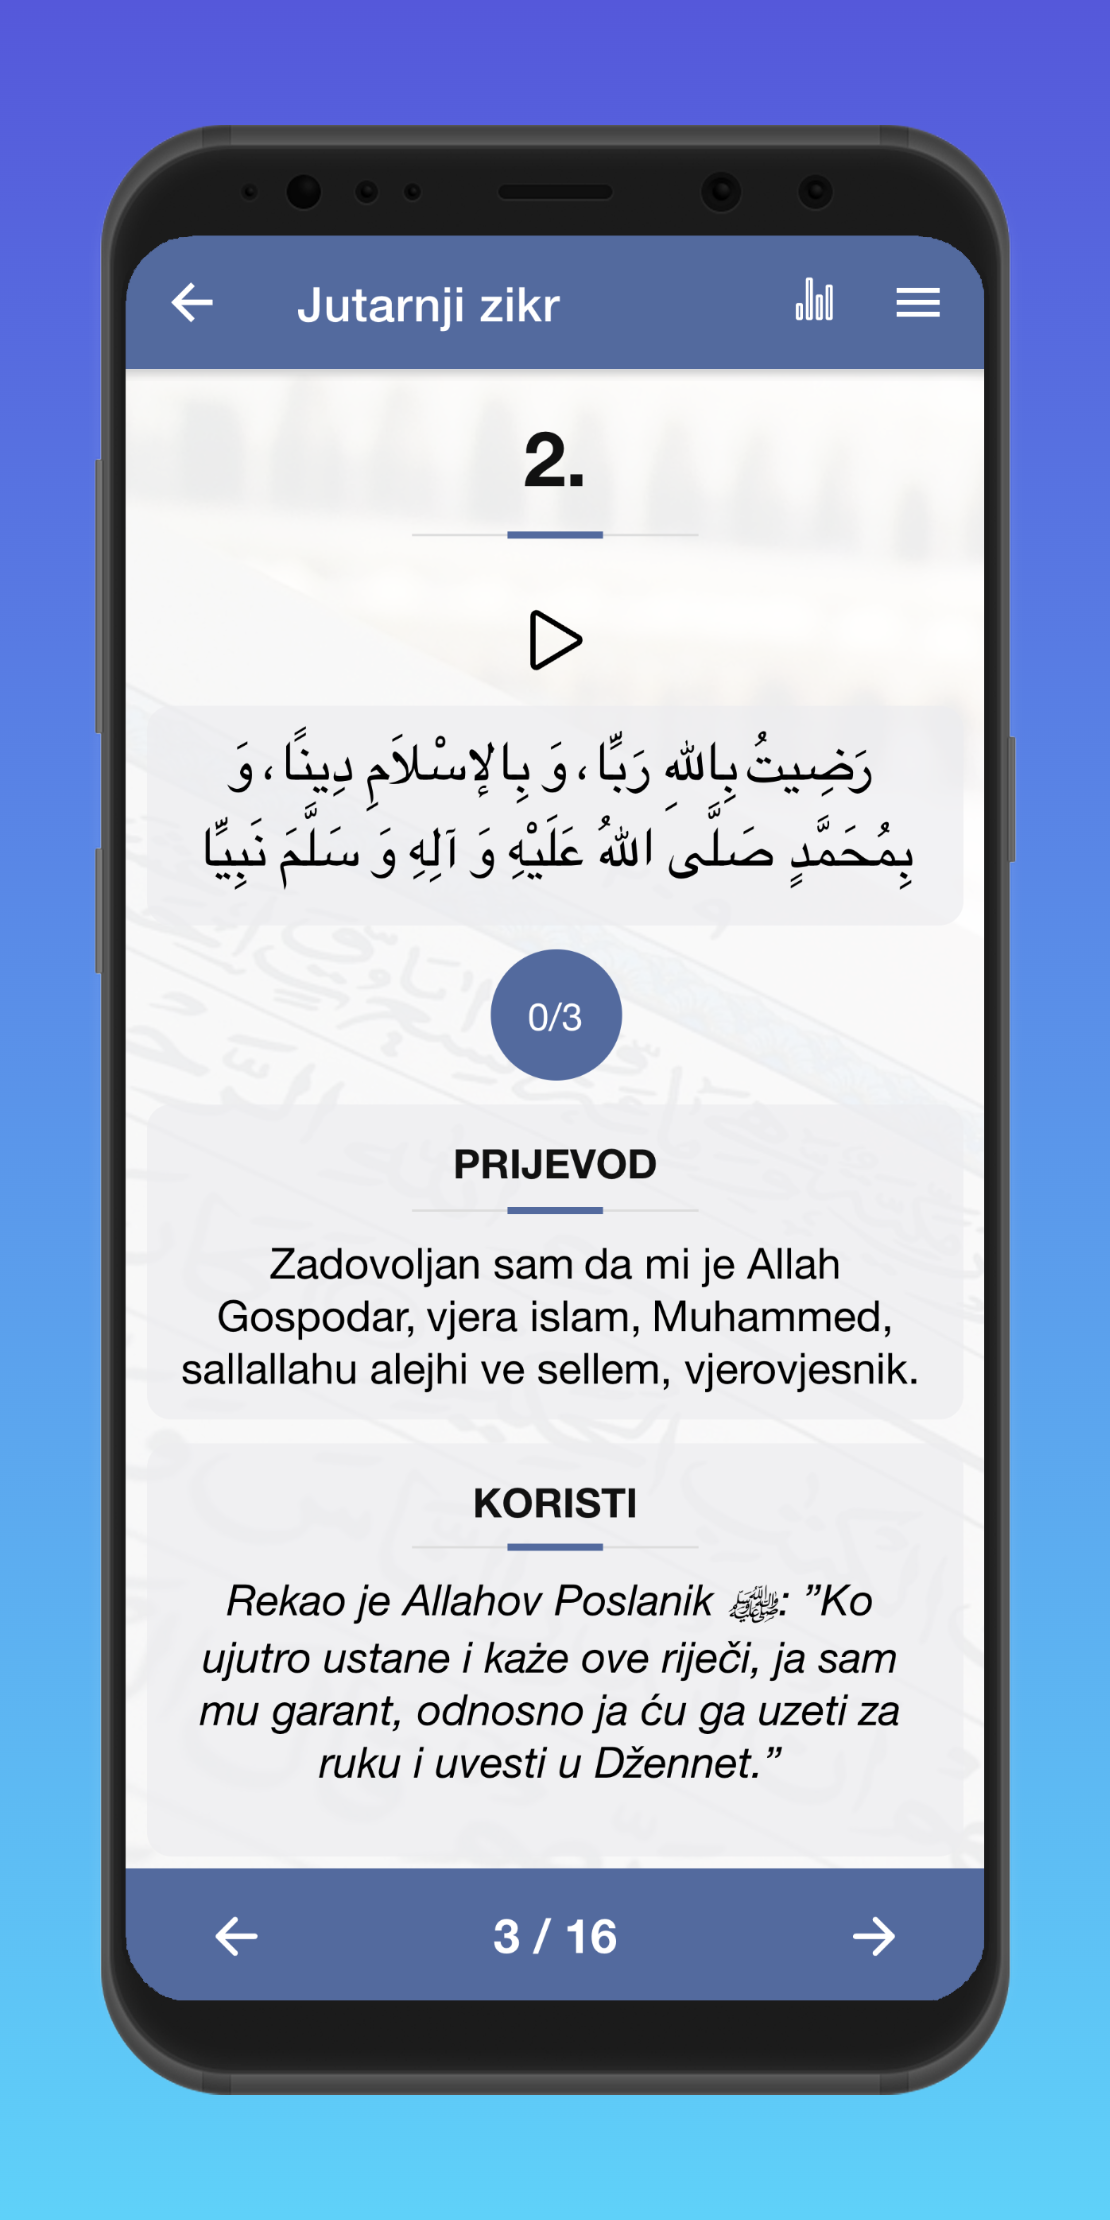 Jutarnji zikr
2.
رَضِيتُ بِاللهِ رَبًّا، وَ بِالإسْلاَمِ دِينًا، وَ
بِمُحَمَّدٍ صَلَّى اللهُ عَلَيْهِ وَ آلِهِ وَ سَلَّمَ نَبِيًّا
0/3
PRIJEVOD
Zadovoljan sam da mi je Allah
Gospodar, vjera islam, Muhammed,
sallallahu alejhi ve sellem, vjerovjesnik.
KORISTI
Rekao je Allahov Poslanik ﷺ: ”Ko
ujutro ustane i kaže ove riječi, ja sam
mu garant, odnosno ja ću ga uzeti za
ruku i uvesti u Džennet.”
3 / 16